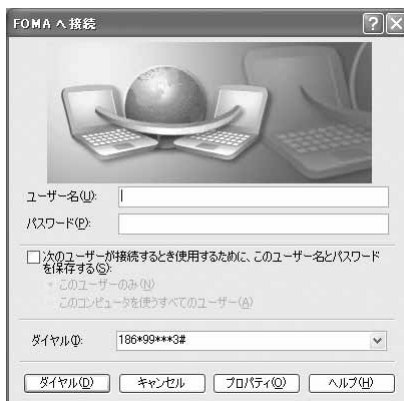 FOMA へ接続
ユーザー名(U):
パスワード(P):
次のユーザーが接続するとき使用するために、このユーザー名とパスワード
を保存する(S):
このユーザーのみ(N)
このコンピュータを使うすべてのユーザー(A)
ダイヤル(I):
186*99***3#
ダイヤル(D)
キャンセル
プロパティ(O)
ヘルプ(H)